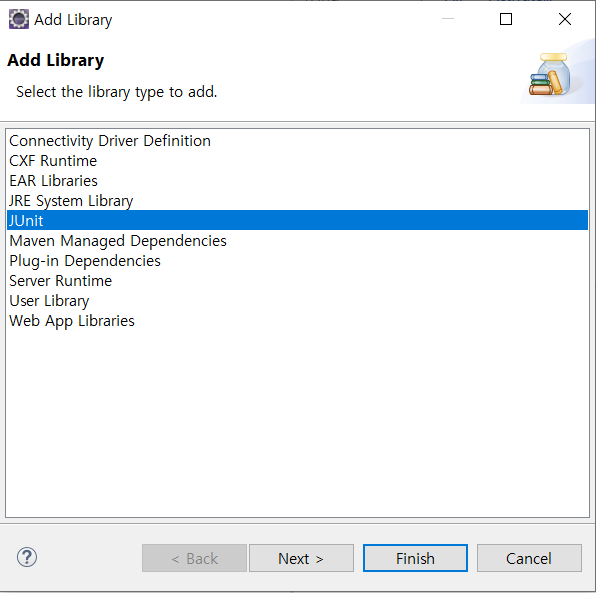 Add Library
Add Library
Select the library type to add.
Connectivity Driver Definition
CXF Runtime
EAR Libraries
JRE System Library
JUnit
Maven Managed Dependencies
Plug-in Dependencies
Server Runtime
User Library
Web App Libraries
? < Back Next > Finish Cancel